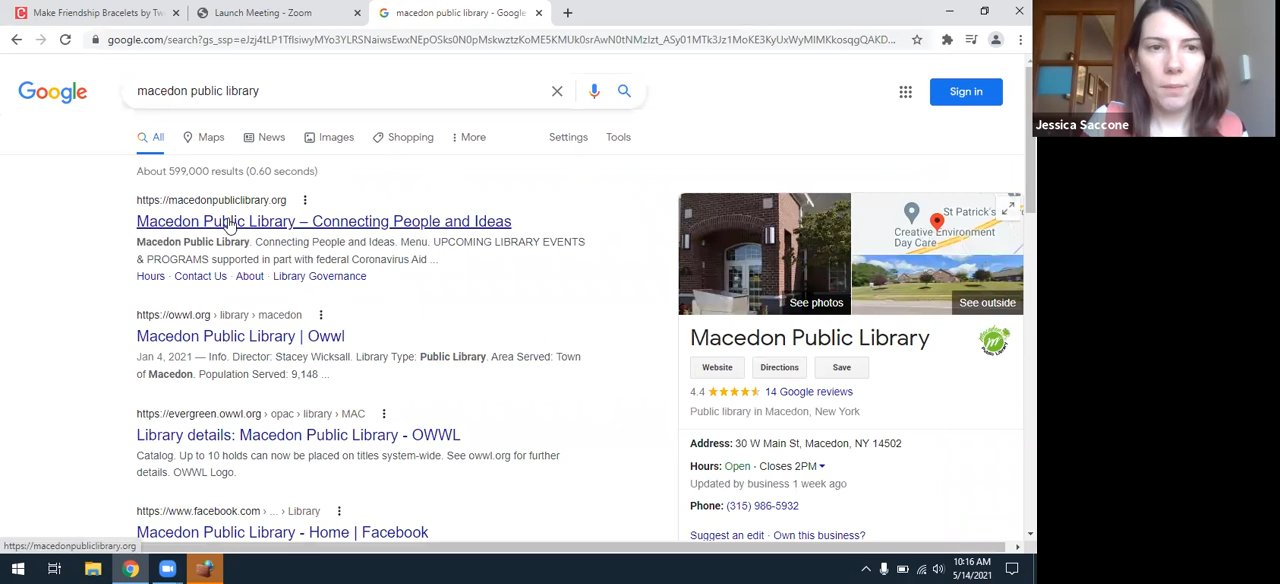 Make Friendship Bracelets by Tw
Launch Meeting - Zoom
macedon public library - Google
Jessica Saccone
Google
macedon public library
Sign in
All
Maps
News
Images
Shopping
More
Settings
Tools
About 599,000 results (0.60 seconds)
https://macedonpubliclibrary.org
Macedon Public Library – Connecting People and Ideas
Macedon Public Library. Connecting People and Ideas. Menu. UPCOMING LIBRARY EVENTS
& PROGRAMS supported in part with federal Coronavirus Aid ...
Hours · Contact Us · About · Library Governance
https://owwl.org › library › macedon
Macedon Public Library | Owwl
Jan 4, 2021 — Info. Director: Stacey Wicksall. Library Type: Public Library. Area Served: Town
of Macedon. Population Served: 9,148 ...
https://evergreen.owwl.org › opac › library › MAC
Library details: Macedon Public Library - OWWL
Catalog. Up to 10 holds can now be placed on titles system-wide. See owwl.org for further
details. OWWL Logo.
https://www.facebook.com › ... › Library
Macedon Public Library - Home | Facebook
St Patrick's
Creative Environment
Day Care
See photos
See outside
Macedon Public Library
Website
Directions
Save
4.4
14 Google reviews
Public library in Macedon, New York
Address: 30 W Main St, Macedon, NY 14502
Hours: Open · Closes 2PM
Updated by business 1 week ago
Phone: (315) 986-5932
Suggest an edit · Own this business?
https://macedonpubliclibrary.org
10:16 AM
5/14/2021